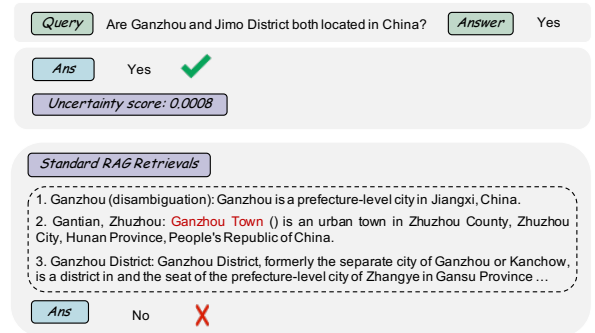 Query Are Ganzhou and Jimo District both located in China? Answer Yes
Ans Yes
Uncertainty score: 0.0008
Standard RAG Retrievals
1. Ganzhou (disambiguation): Ganzhou is a prefecture-level city in Jiangxi, China.
2. Gantian, Zhuzhou: Ganzhou Town () is an urban town in Zhuzhou County, Zhuzhou
City, Hunan Province, People's Republic of China.
3. Ganzhou District: Ganzhou District, formerly the separate city of Ganzhou or Kanchow,
is a district in and the seat of the prefecture-level city of Zhangye in Gansu Province ...
Ans No